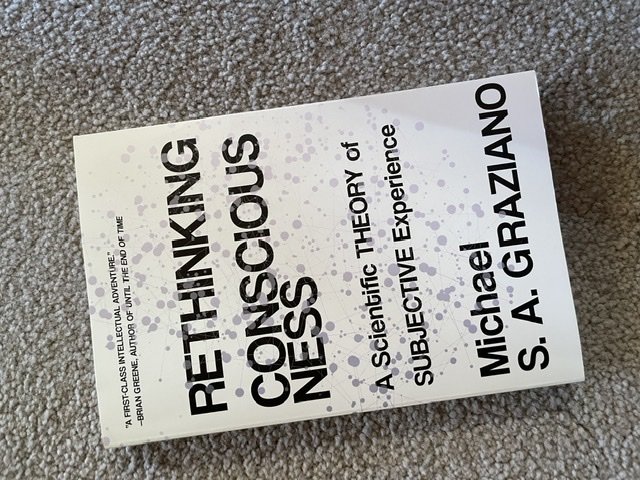 "A FIRST-CLASS INTELLECTUAL ADVENTURE."
—BRIAN GREENE, AUTHOR OF UNTIL THE END OF TIME
RETHINKING
CONSCIOUS
NESS
A Scientific THEORY of
SUBJECTIVE Experience
Michael
S. A. GRAZIANO